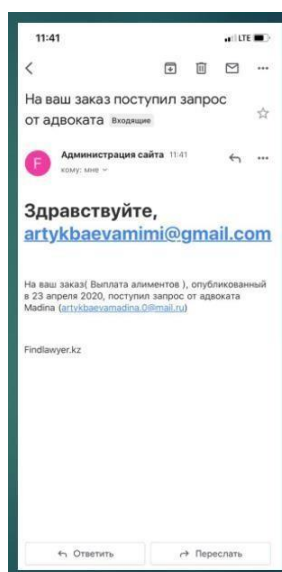 11:41
LTE
На ваш заказ поступил запрос
от адвоката Входящие
F
Администрация сайта 11:41
кому: мне
Здравствуйте,
artykbaevamimi@gmail.com
На ваш заказ( Выплата алиментов ), опубликованный
в 23 апреля 2020, поступил запрос от адвоката
Madina (artykbaevamadina.0@mail.ru)
Findlawyer.kz
Ответить
Переслать